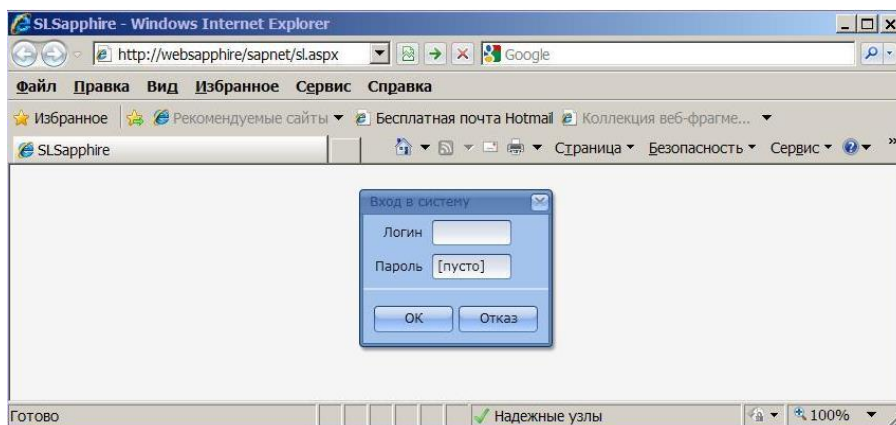 SLSapphire - Windows Internet Explorer
http://websapphire/sapnet/sl.aspx Google
Файл Правка Вид Избранное Сервис Справка
Избранное Рекомендуемые сайты Бесплатная почта Hotmail Коллекция веб-фрагме...
SLSapphire Страница Безопасность Сервис »
Вход в систему
Логин
Пароль [пусто]
ОК Отказ
Готово Надежные узлы 100%